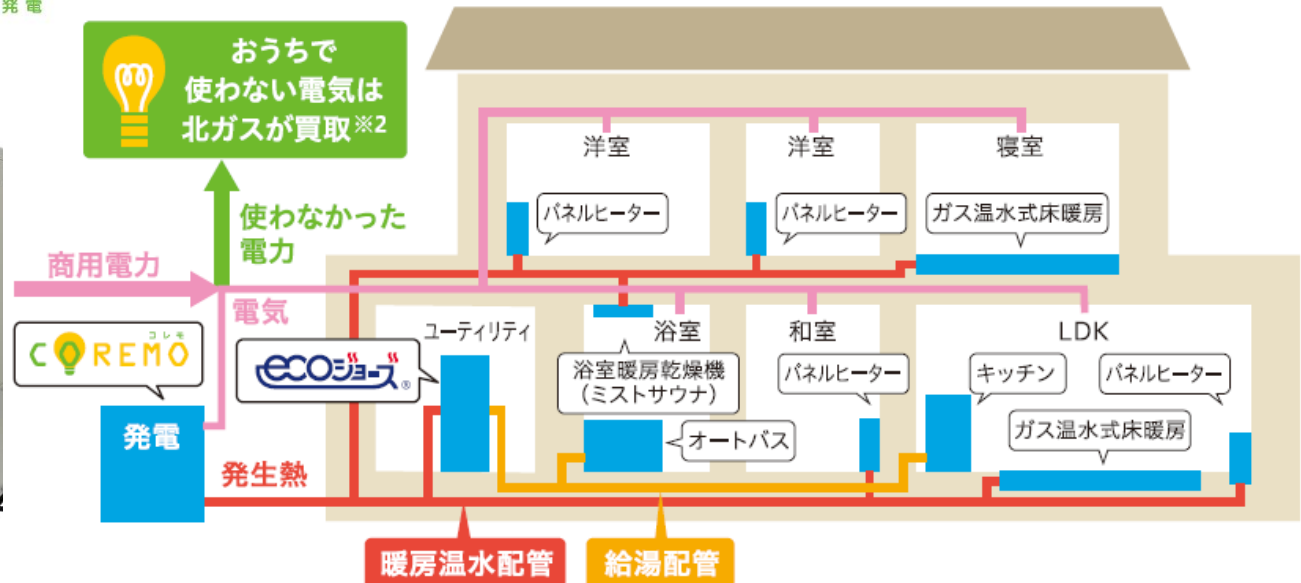 発電
おうちで
使わない電気は
北ガスが買取※2
使わなかった
電力
商用電力
電気
コレモ
COREMO
発電
発生熱
洋室
洋室
寝室
パネルヒーター
パネルヒーター
ガス温水式床暖房
ユーティリティ
浴室
和室
LDK
ecoジョーズ®
浴室暖房乾燥機
（ミストサウナ）
パネルヒーター
キッチン
パネルヒーター
オートバス
ガス温水式床暖房
暖房温水配管
給湯配管